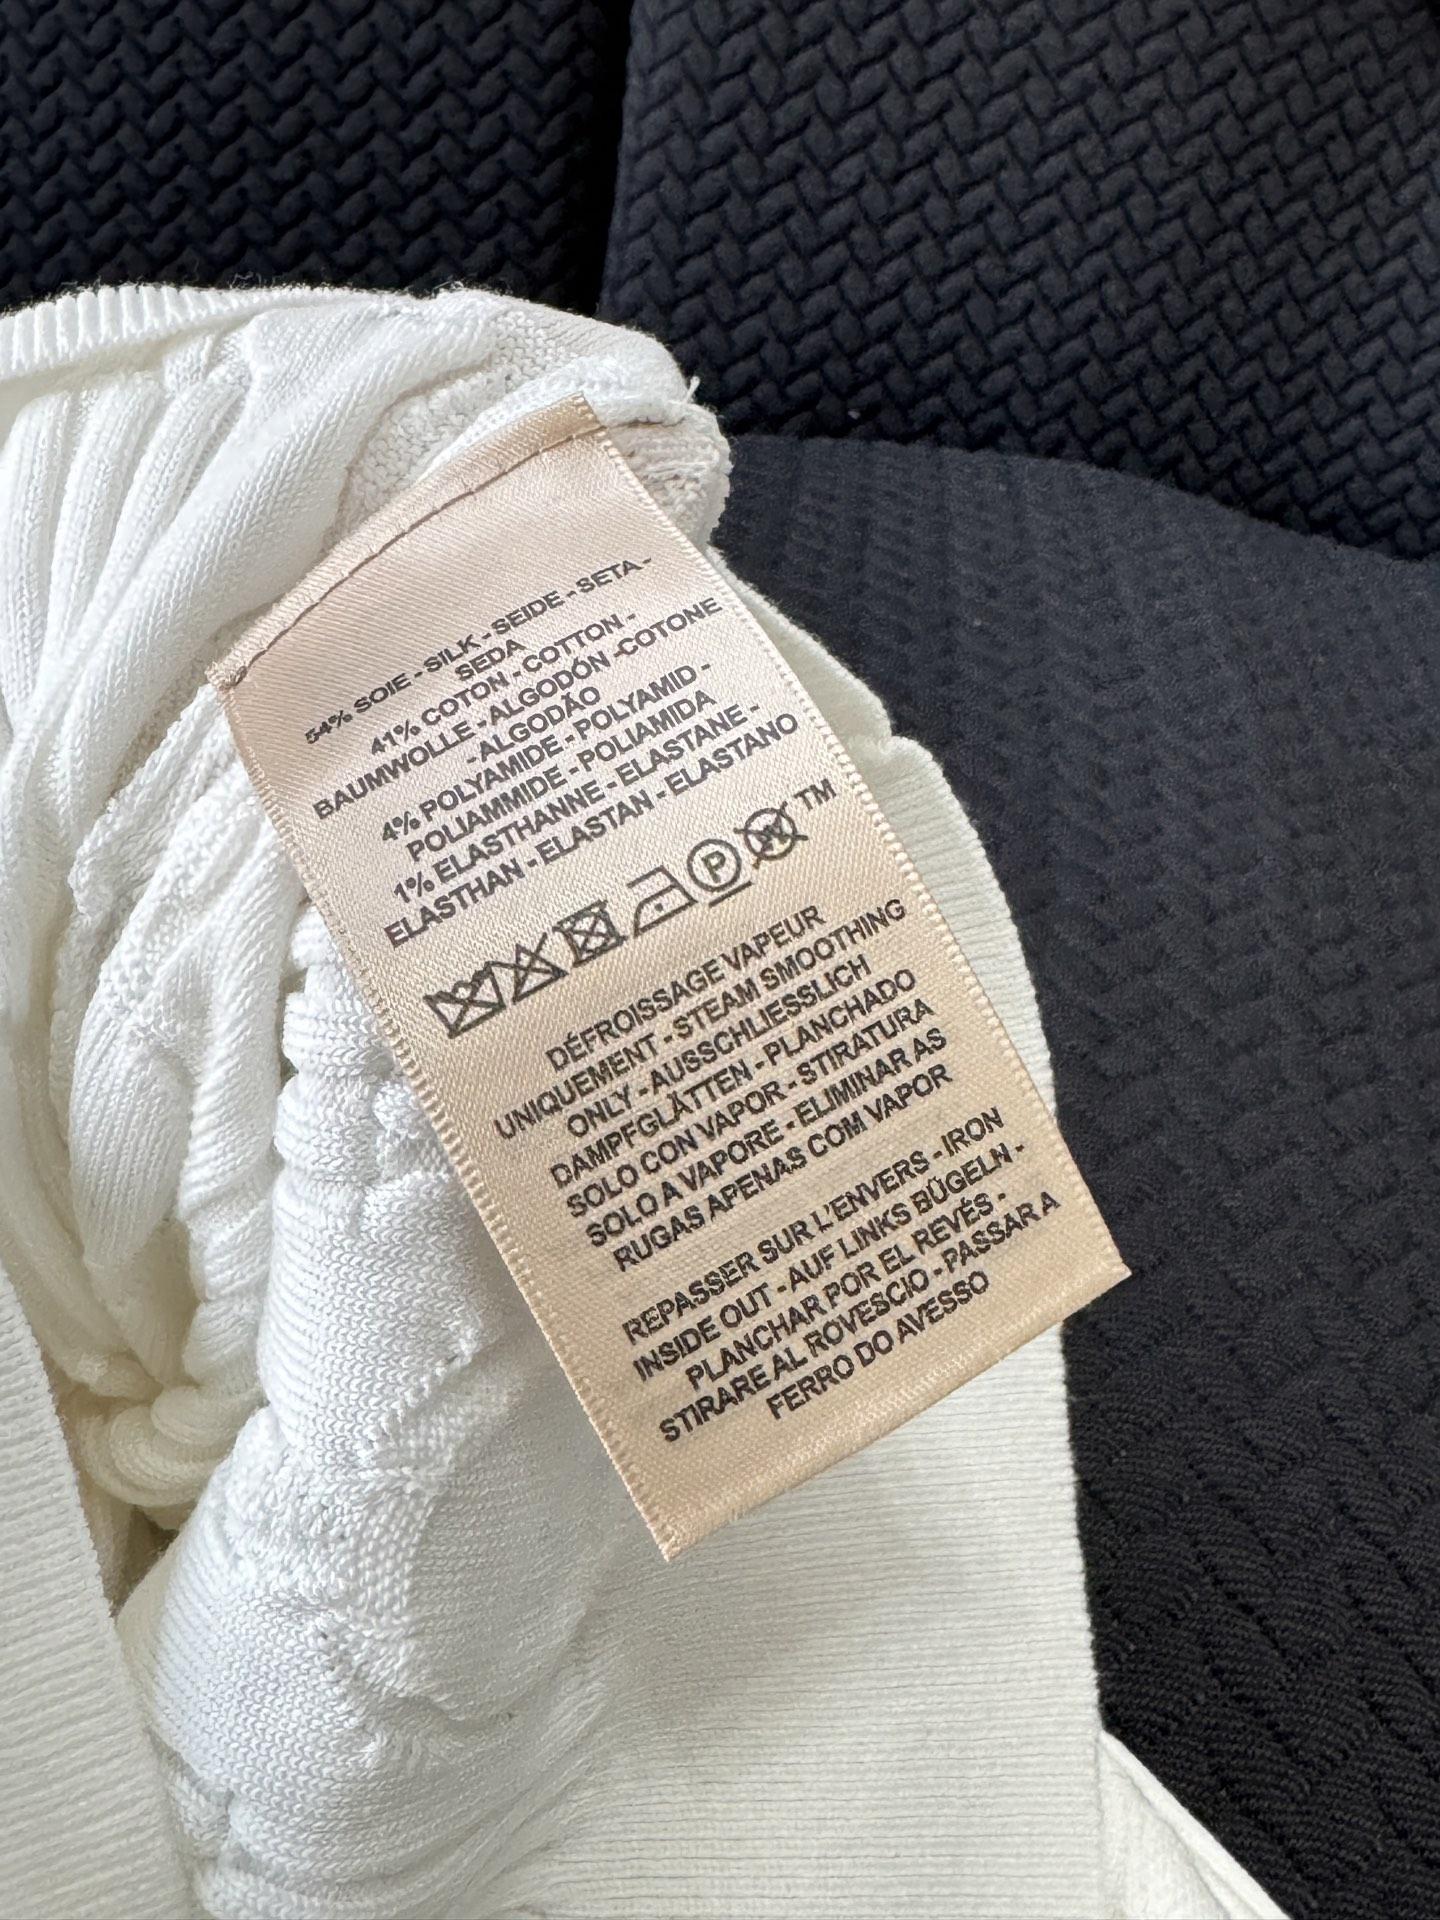 54% SOIE - SILK - SEIDE - SETA -
SEDA
41% COTON - COTTON -
BAUMWOLLE - ALGODÓN -COTONE
- ALGODÃO
4% POLYAMIDE - POLYAMID -
POLIAMMIDE - POLIAMIDA
1% ELASTHANNE - ELASTANE -
ELASTHAN - ELASTAN - ELASTANO
P W TM
DÉFROISSAGE VAPEUR
UNIQUEMENT - STEAM SMOOTHING
ONLY - AUSSCHLIESSLICH
DAMPFGLÄTTEN - PLANCHADO
SOLO CON VAPOR - STIRATURA
SOLO A VAPORE - ELIMINAR AS
RUGAS APENAS COM VAPOR
REPASSER SUR L'ENVERS - IRON
INSIDE OUT - AUF LINKS BÜGELN -
PLANCHAR POR EL REVÉS -
STIRARE AL ROVESCIO - PASSAR A
FERRO DO AVESSO